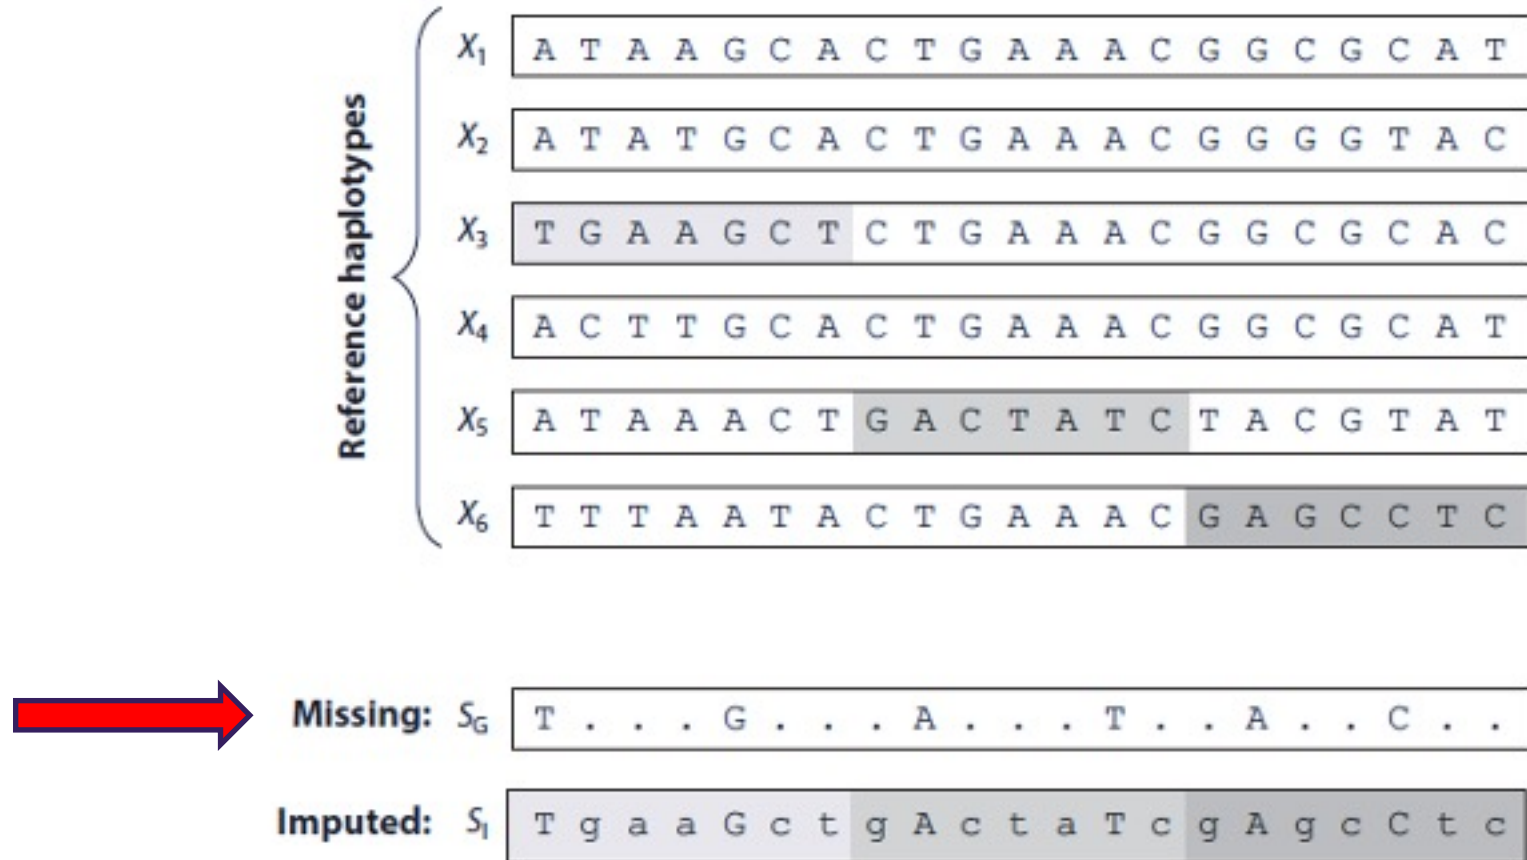 Reference haplotypes
X1 A T A A G C A C T G A A A C G G C G C A T
X2 A T A T G C A C T G A A A C G G G G T A C
X3 T G A A G C T C T G A A A C G G C G C A C
X4 A C T T G C A C T G A A A C G G C G C A T
X5 A T A A A C T G A C T A T C T A C G T A T
X6 T T T A A T A C T G A A A C G A G C C T C
Missing: SG T . . . G . . . A . . . T . . A . . C . .
Imputed: SI T g a a G c t g A c t a T c g A g c C t c